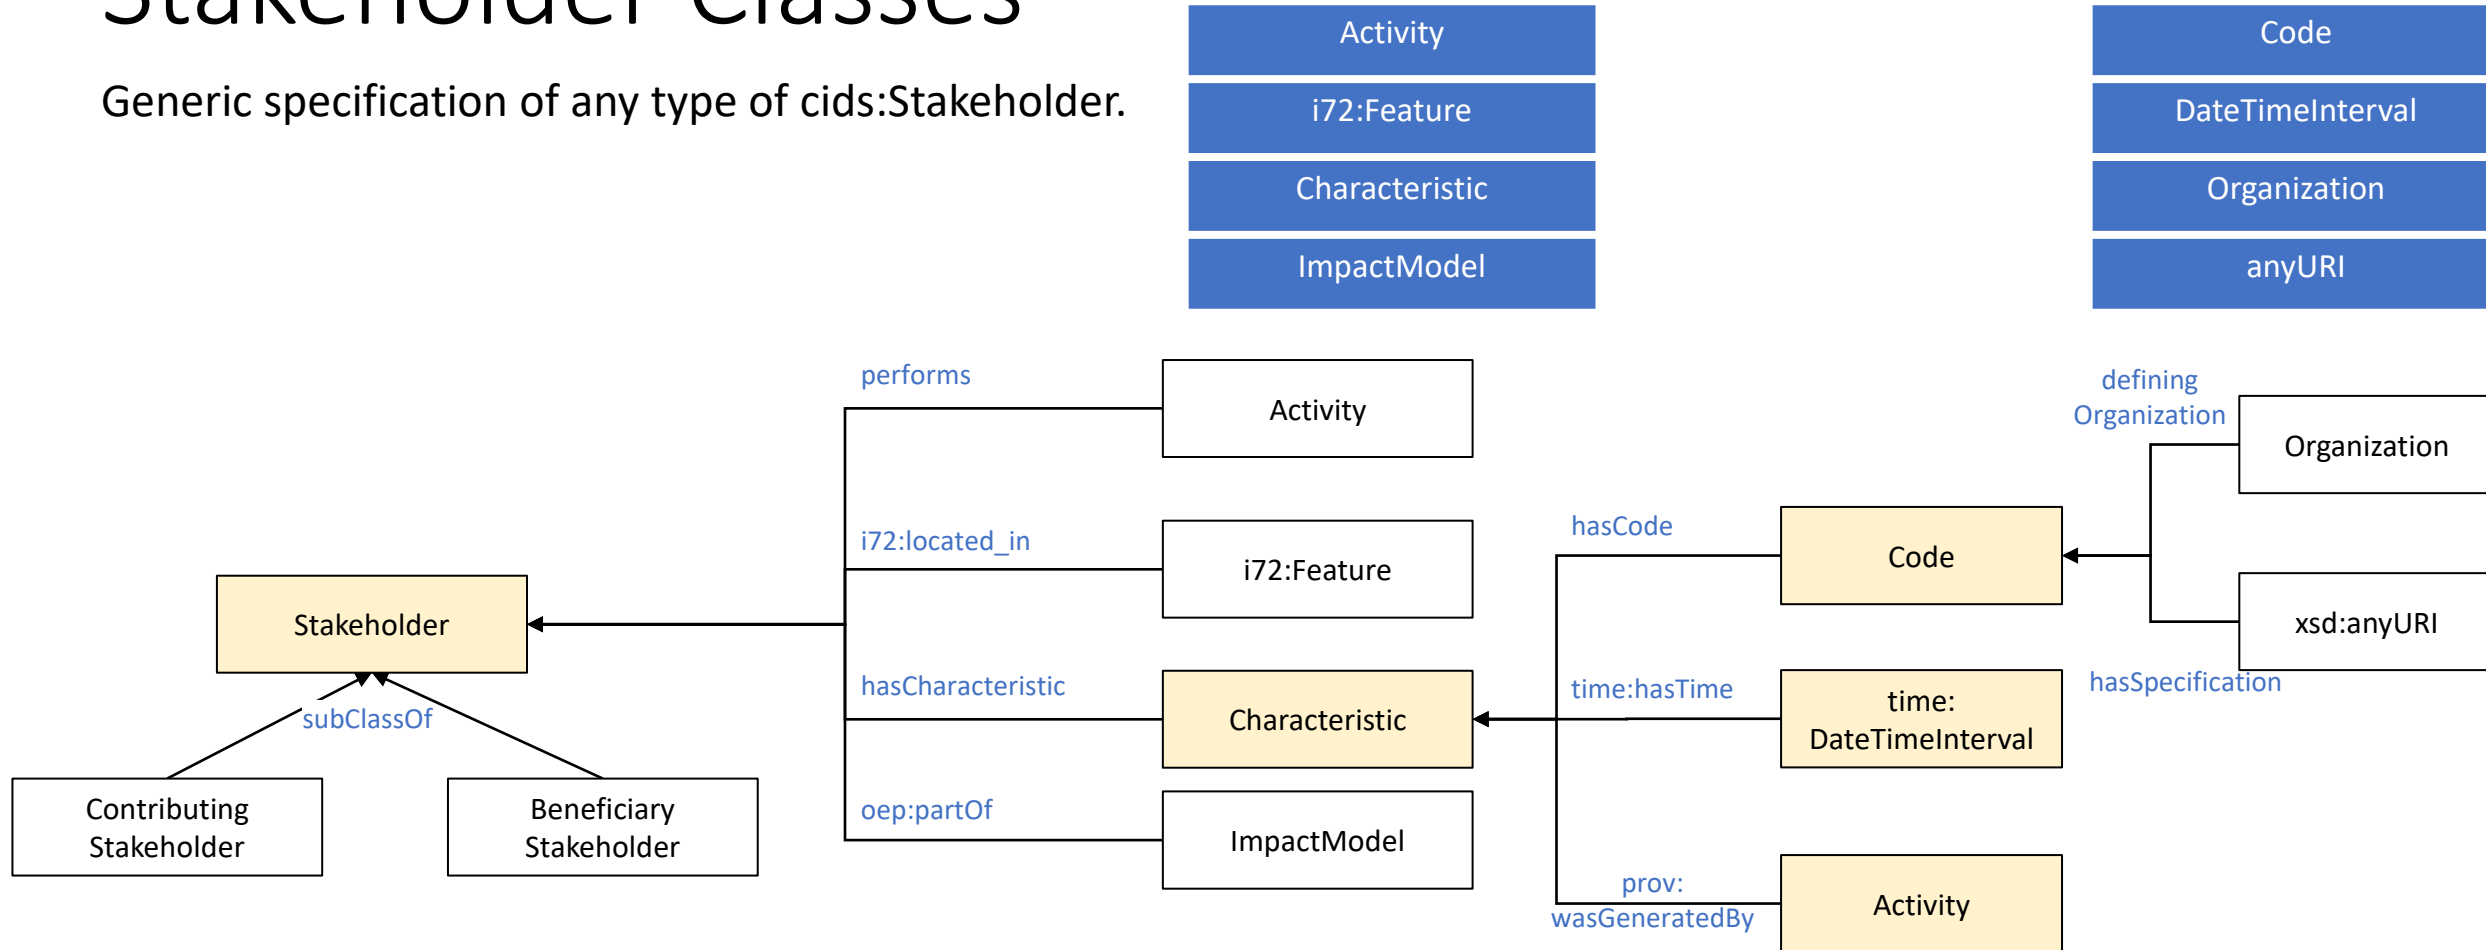 Stakeholder Classes
Generic specification of any type of cids:Stakeholder.
Activity
i72:Feature
Characteristic
ImpactModel
Code
DateTimeInterval
Organization
anyURI
performs
Activity
i72:located_in
i72:Feature
Stakeholder
hasCharacteristic
Characteristic
subClassOf
oep:partOf
ImpactModel
Contributing
Stakeholder
Beneficiary
Stakeholder
hasCode
Code
time:hasTime
time:
DateTimeInterval
prov:
wasGeneratedBy
Activity
defining
Organization
Organization
xsd:anyURI
hasSpecification